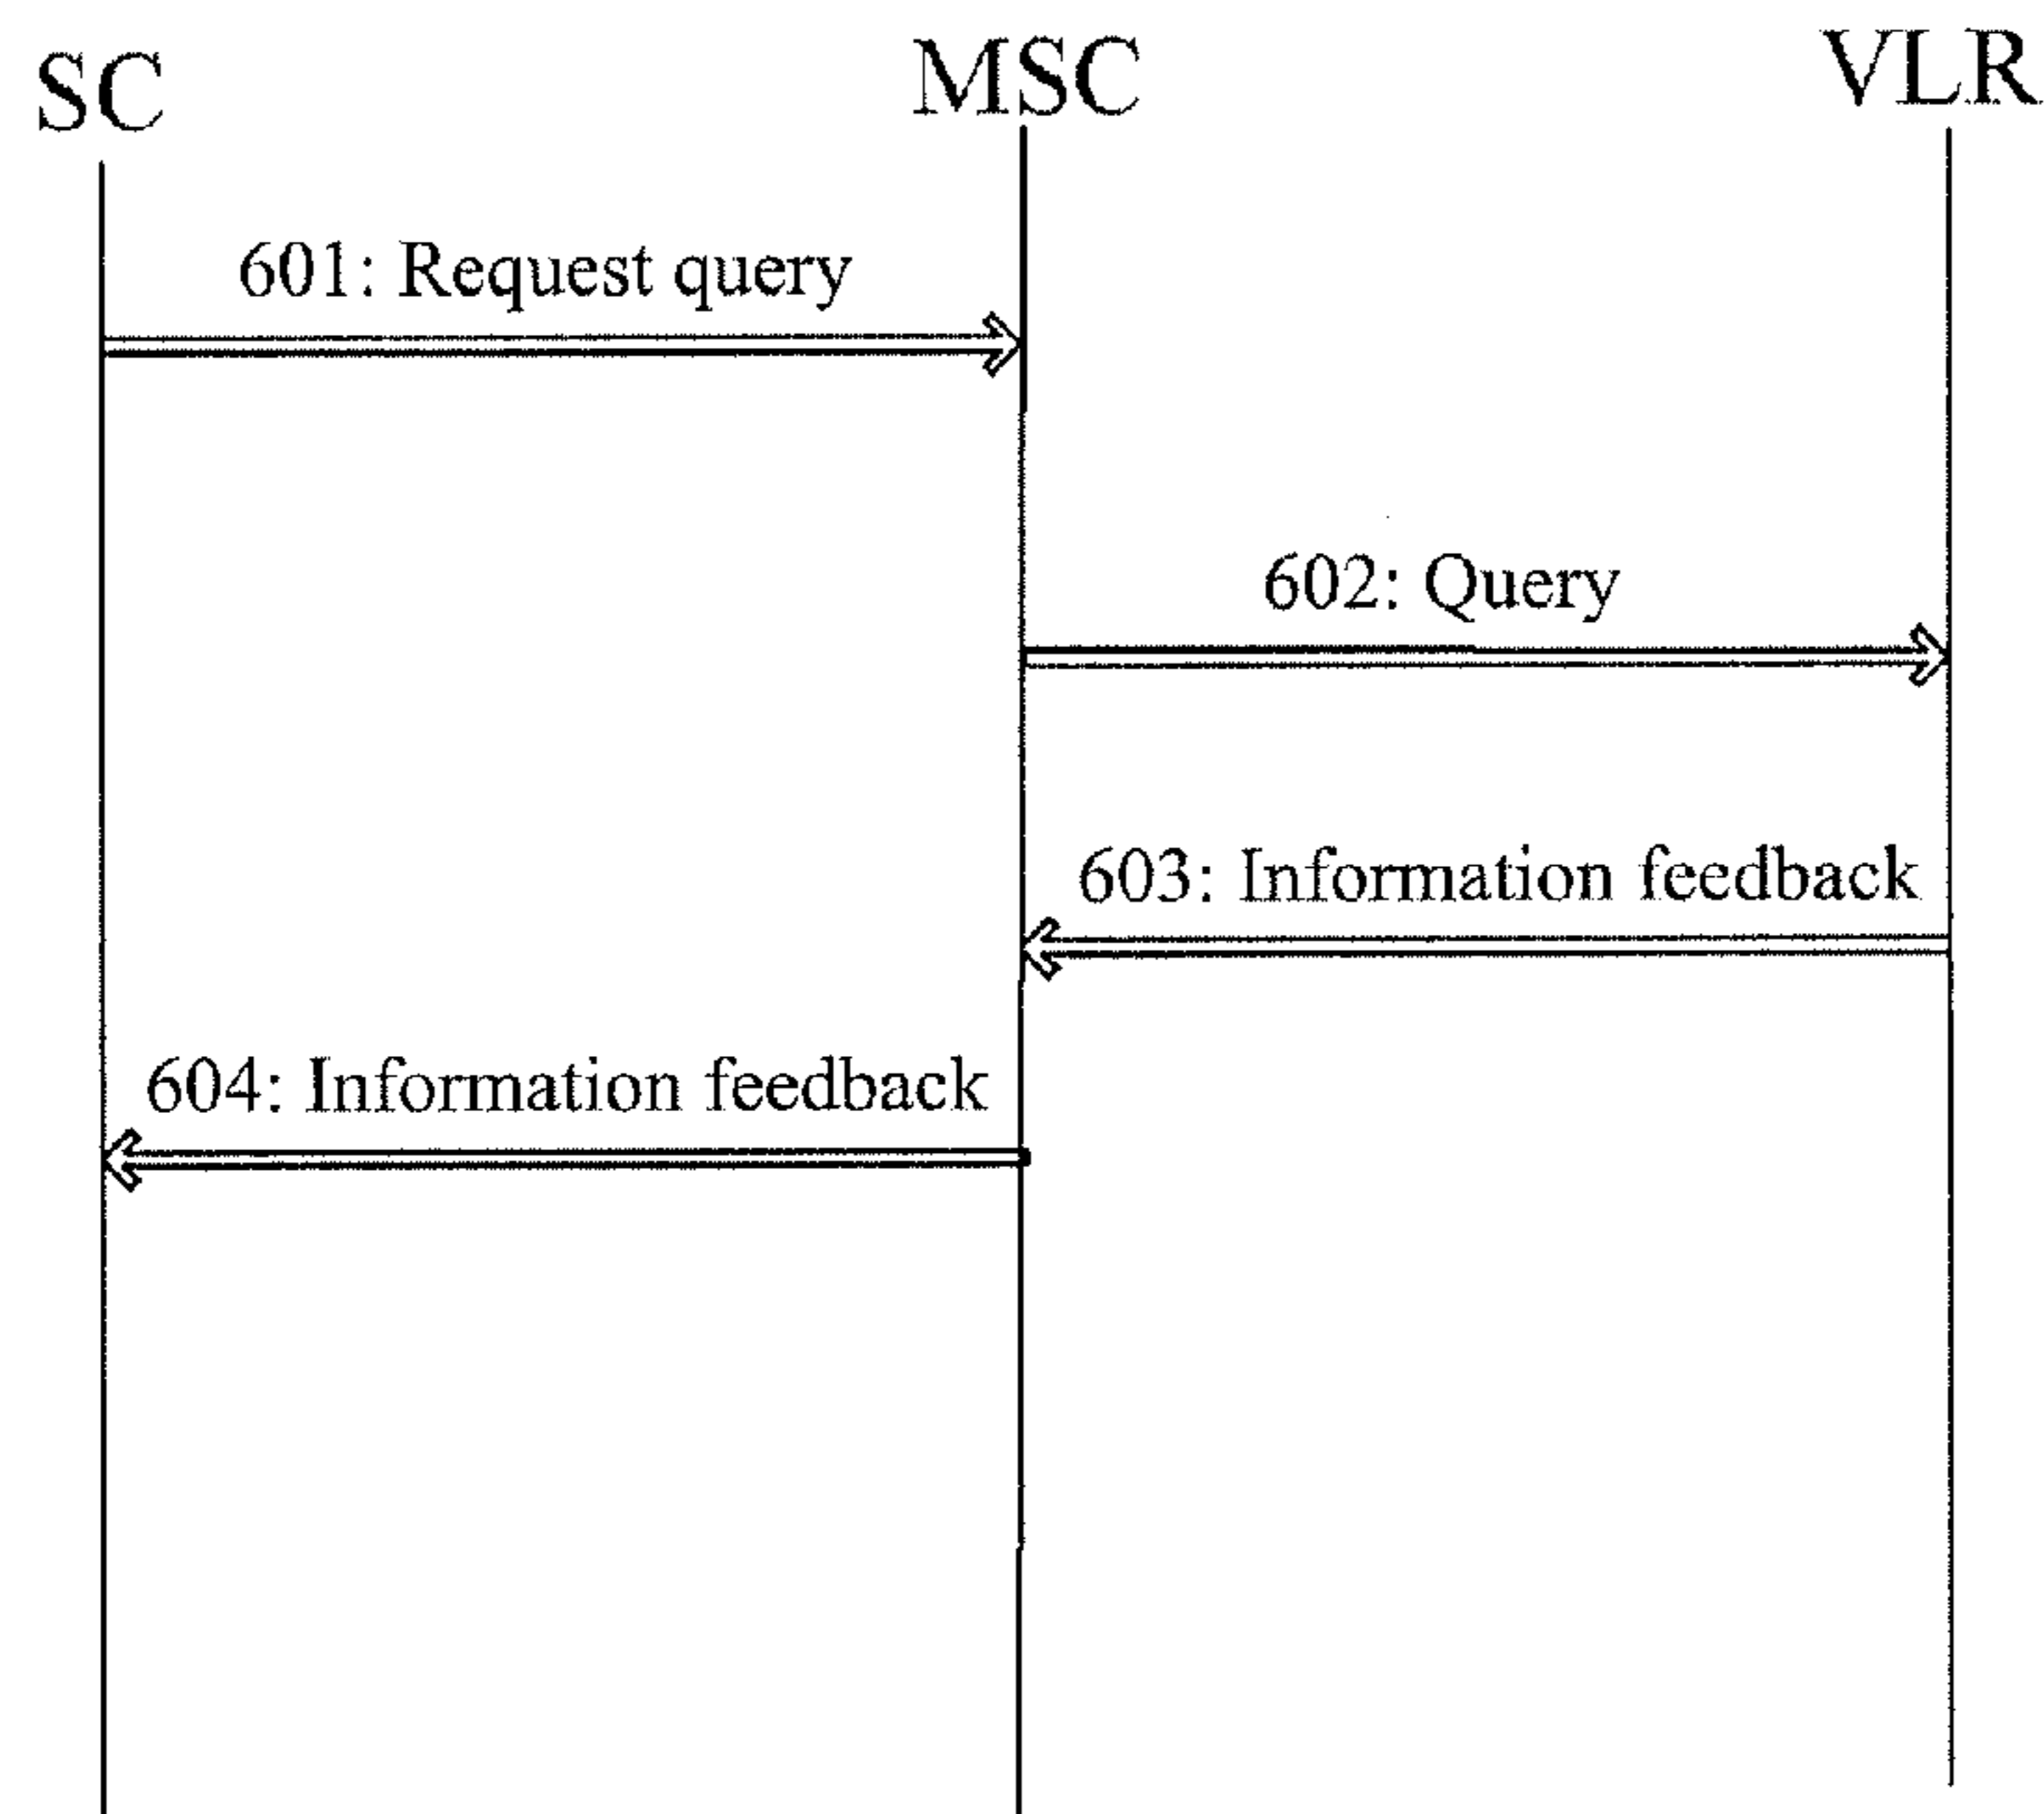 SC MSC VLR
601: Request query
602: Query
603: Information feedback
604: Information feedback